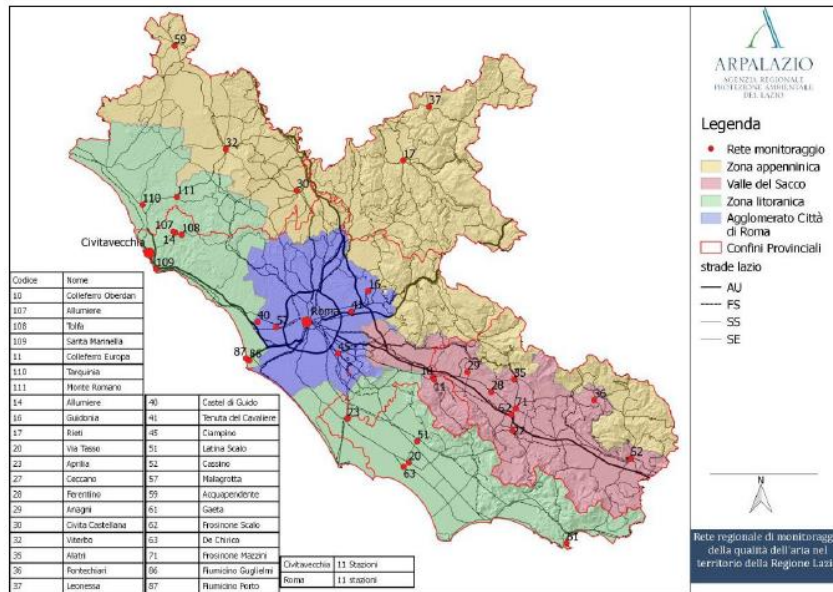 ARPALAZIO
AGENZIA REGIONALE
PROTEZIONE AMBIENTALE
DEL LAZIO
Legenda
Rete monitoraggio
Zona appenninica
Valle del Sacco
Zona litoranica
Agglomerato Città
di Roma
Confini Provinciali
strade lazio
AU
FS
SS
SE
N
Rete regionale di monitoraggio
della qualità dell'aria nel
territorio della Regione Lazio
59
37
32
17
30
110
111
107
108
14
Civitavecchia
109
16
41
Roma
40
57
87
86
45
10
11
29
28
35
36
62
71
27
52
23
51
20
63
61
Codice Nome
10 Colleferro Oberdan
107 Allumiere
108 Tolfa
109 Santa Marinella
11 Colleferro Europa
110 Tarquinia
111 Monte Romano
14 Allumiere 40 Castel di Guido
16 Guidonia 41 Tenuta del Cavaliere
17 Rieti 45 Ciampino
20 Via Tasso 51 Latina Scalo
23 Aprilia 52 Cassino
27 Ceccano 57 Malagrotta
28 Ferentino 59 Acquapendente
29 Anagni 61 Gaeta
30 Civita Castellana 62 Frosinone Scalo
32 Viterbo 63 De Chirico
35 Alatri 71 Frosinone Mazzini
36 Fontechiari 86 Fiumicino Guglielmi
37 Leonessa 87 Fiumicino Porto
Civitavecchia 11 Stazioni
Roma 11 stazioni